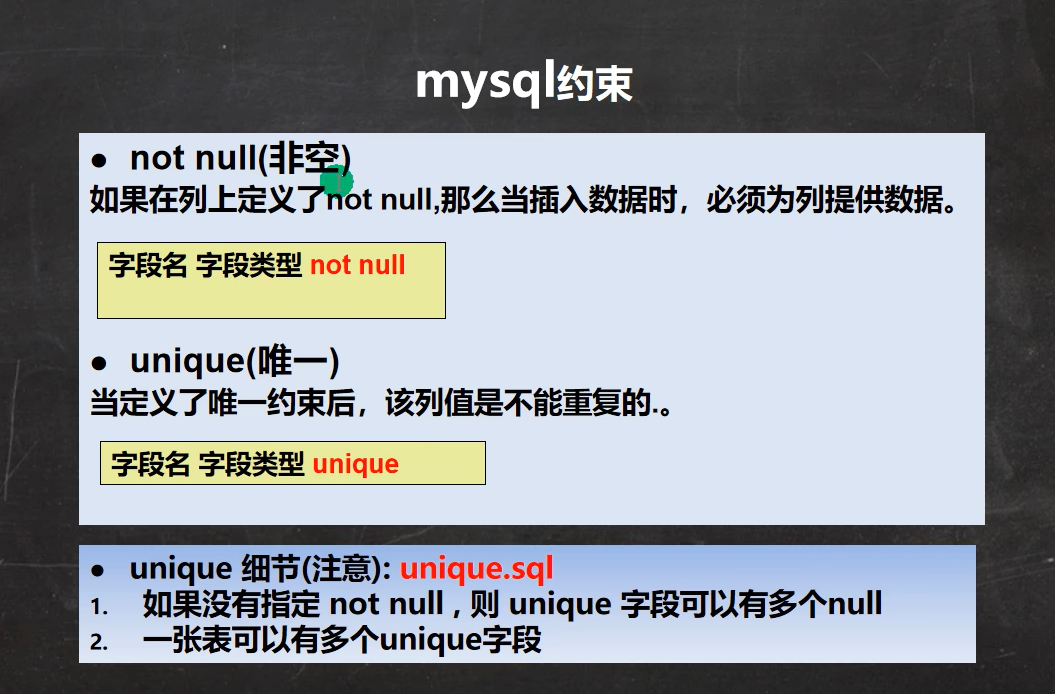 mysql约束
● not null(非空)
如果在列上定义了not null,那么当插入数据时，必须为列提供数据。
字段名 字段类型 not null
● unique(唯一)
当定义了唯一约束后，该列值是不能重复的.。
字段名 字段类型 unique
● unique 细节(注意): unique.sql
1. 如果没有指定 not null , 则 unique 字段可以有多个null
2. 一张表可以有多个unique字段